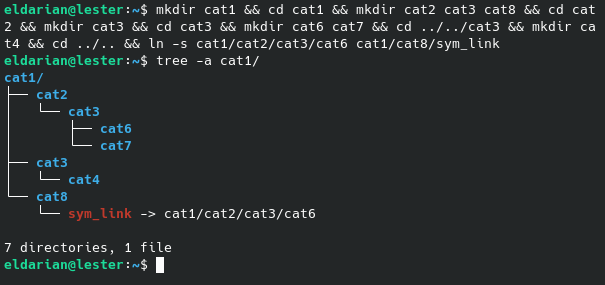 eldarian@lester:~$ mkdir cat1 && cd cat1 && mkdir cat2 cat3 cat8 && cd cat
2 && mkdir cat3 && cd cat3 && mkdir cat6 cat7 && cd ../../cat3 && mkdir ca
t4 && cd ../.. && ln -s cat1/cat2/cat3/cat6 cat1/cat8/sym_link
eldarian@lester:~$ tree -a cat1/
cat1/
├── cat2
│   └── cat3
│       ├── cat6
│       └── cat7
├── cat3
│   └── cat4
└── cat8
    └── sym_link -> cat1/cat2/cat3/cat6

7 directories, 1 file
eldarian@lester:~$